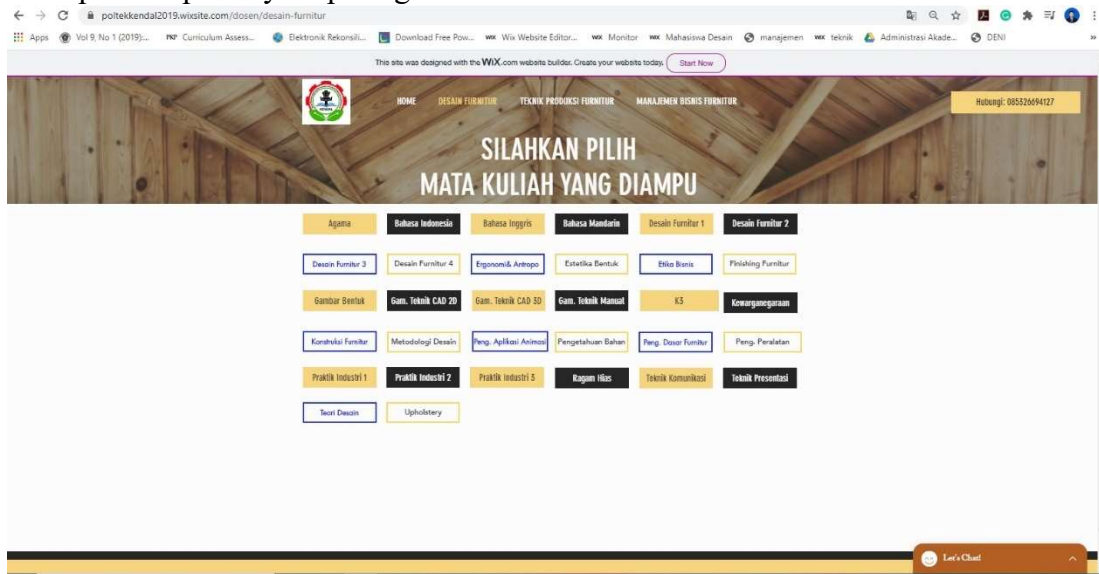 poltekkendal2019.wixsite.com/dosen/desain-furnitur
Apps Vol 9, No 1 (2019):... PKP Curriculum Assess... Elektronik Rekonsili... Download Free Pow... WIX Wix Website Editor... WIX Monitor WIX Mahasiswa Desain manajemen WIX teknik Administrasi Akade... DENI »
This site was designed with the WiX.com website builder. Create your website today. Start Now
HOME DESAIN FURNITUR TEKNIK PRODUKSI FURNITUR MANAJEMEN BISNIS FURNITUR Hubungi: 085326694127
SILAHKAN PILIH
MATA KULIAH YANG DIAMPU
Agama Bahasa Indonesia Bahasa Inggris Bahasa Mandarin Desain Furnitur 1 Desain Furnitur 2
Desain Furnitur 3 Desain Furnitur 4 Ergonomi& Antropo Estetika Bentuk Etika Bisnis Finishing Furnitur
Gambar Bentuk Gam. Teknik CAD 2D Gam. Teknik CAD 3D Gam. Teknik Manual K3 Kewarganegaraan
Konstruksi Furnitur Metodologi Desain Peng. Aplikasi Animasi Pengetahuan Bahan Peng. Dasar Furnitur Peng. Peralatan
Praktik Industri 1 Praktik Industri 2 Praktik Industri 3 Ragam Hias Teknik Komunikasi Teknik Presentasi
Teori Desain Upholstery
Let's Chat!